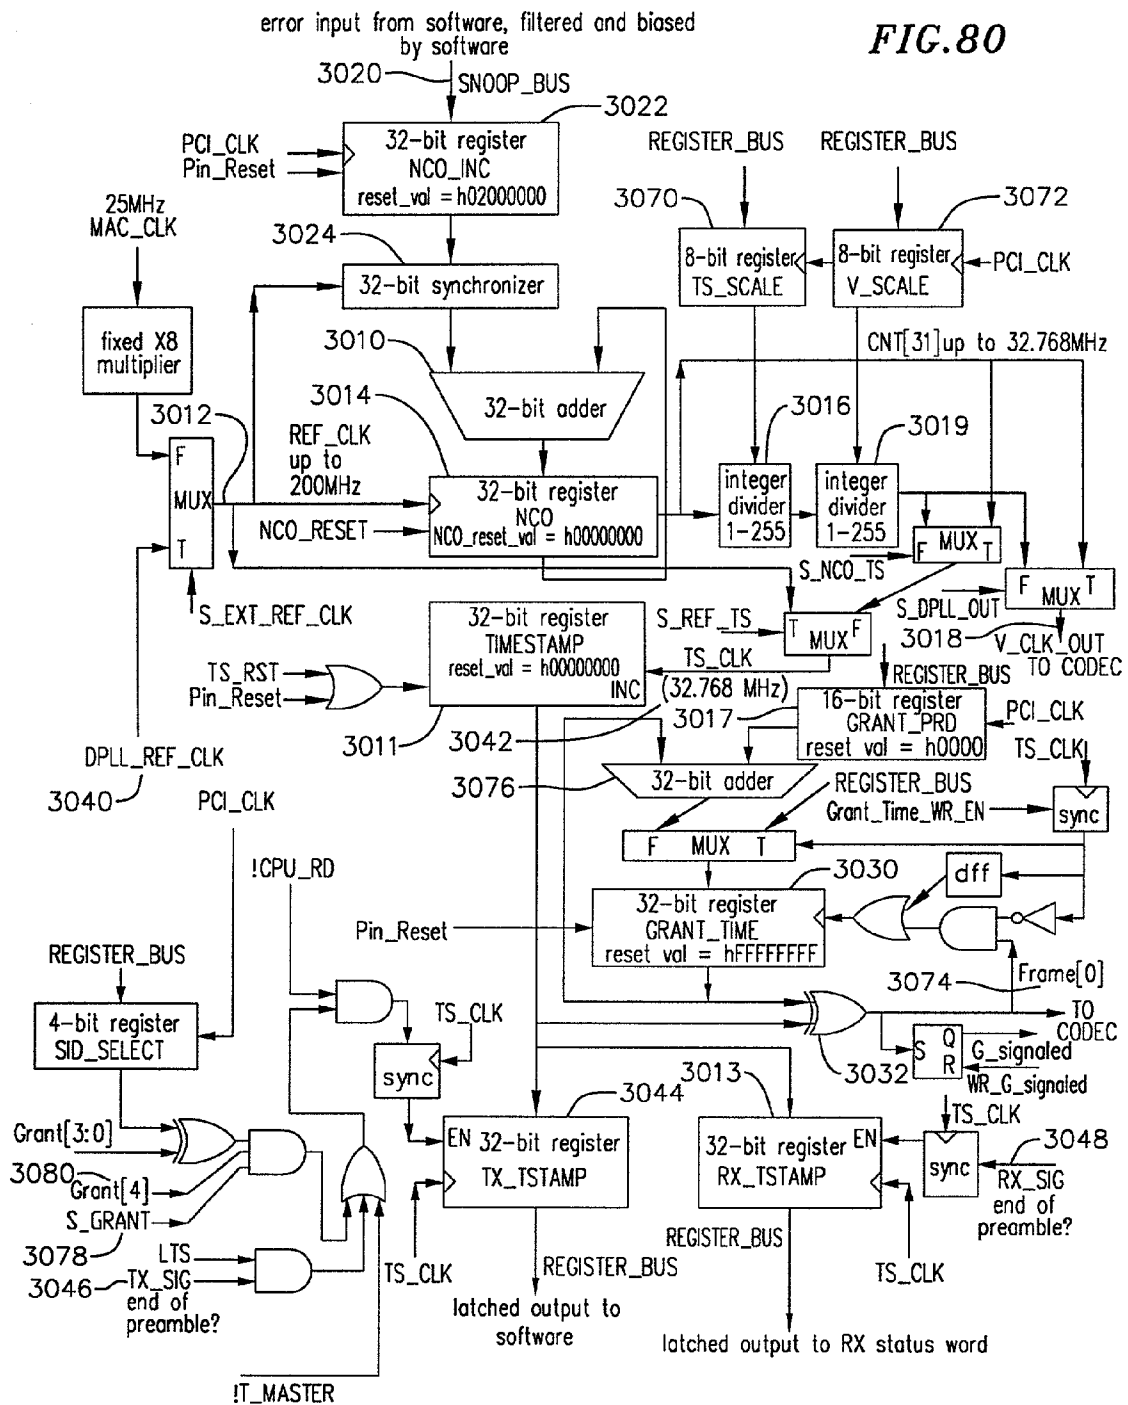 error input from software, filtered and biased
by software
FIG.80
3020
SNOOP_BUS
3022
PCI_CLK
Pin_Reset
32-bit register
NCO_INC
reset_val = h02000000
REGISTER_BUS
REGISTER_BUS
3070
3072
25MHz
MAC_CLK
3024
8-bit register
TS_SCALE
8-bit register
V_SCALE
PCI_CLK
32-bit synchronizer
fixed X8
multiplier
3010
CNT[31]up to 32.768MHz
3014
32-bit adder
3016
3012
REF_CLK
up to
200MHz
3019
F
MUX
T
32-bit register
NCO
NCO_reset_val = h00000000
NCO_RESET
integer
divider
1-255
integer
divider
1-255
F MUX T
S_NCO_TS
S_EXT_REF_CLK
S_DPLL_OUT
F T
MUX
32-bit register
TIMESTAMP
reset_val = h00000000
INC
S_REF_TS
T F
MUX
3018
V_CLK_OUT
TO CODEC
TS_RST
Pin_Reset
TS_CLK
(32.768 MHz)
REGISTER_BUS
3017
16-bit register
GRANT_PRD
reset val = h0000
PCI_CLK
3011
3042
TS_CLK
DPLL_REF_CLK
3040
3076
32-bit adder
REGISTER_BUS
Grant_Time_WR_EN
sync
PCI_CLK
F MUX T
!CPU_RD
3030
dff
32-bit register
GRANT_TIME
reset val = hFFFFFFFF
Pin_Reset
REGISTER_BUS
3074
Frame[0]
4-bit register
SID_SELECT
TS_CLK
TO
CODEC
sync
S Q
R
G_signaled
WR_G_signaled
3032
3013
3044
TS_CLK
Grant[3:0]
EN
32-bit register
TX_TSTAMP
32-bit register
RX_TSTAMP
EN
sync
3048
RX_SIG
end of
preamble?
3080
Grant[4]
S_GRANT
3078
LTS
3046
TX_SIG
end of
preamble?
TS_CLK
REGISTER_BUS
REGISTER_BUS
TS_CLK
latched output to
software
latched output to RX status word
!T_MASTER